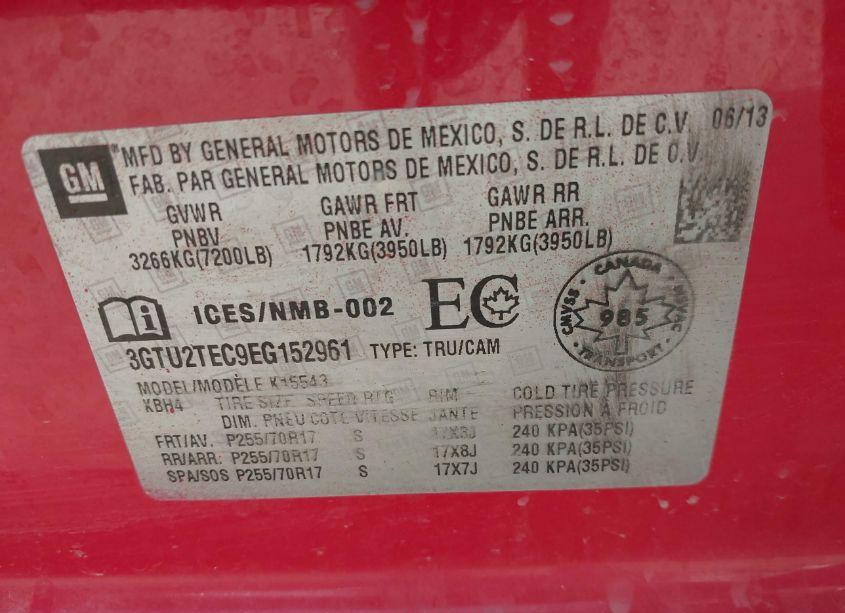 GM
MFD BY GENERAL MOTORS DE MEXICO, S. DE R.L. DE C.V. 06/13
FAB. PAR GENERAL MOTORS DE MEXICO, S. DE R.L. DE C.V.
GVWR GAWR FRT GAWR RR
PNBV PNBE AV. PNBE ARR.
3266KG(7200LB) 1792KG(3950LB) 1792KG(3950LB)
ICES/NMB-002 EC CANADA CMVSS NSVAC 985 TRANSPORT
3GTU2TEC9EG152961 TYPE: TRU/CAM
MODEL/MODÈLE K15543
KBH4 TIRE SIZE SPEED RTG RIM COLD TIRE PRESSURE
DIM. PNEU COTE VITESSE JANTE PRESSION A FROID
FRT/AV. P255/70R17 S 17X8J 240 KPA(35PSI)
RR/ARR: P255/70R17 S 17X8J 240 KPA(35PSI)
SPA/SOS P255/70R17 S 17X7J 240 KPA(35PSI)